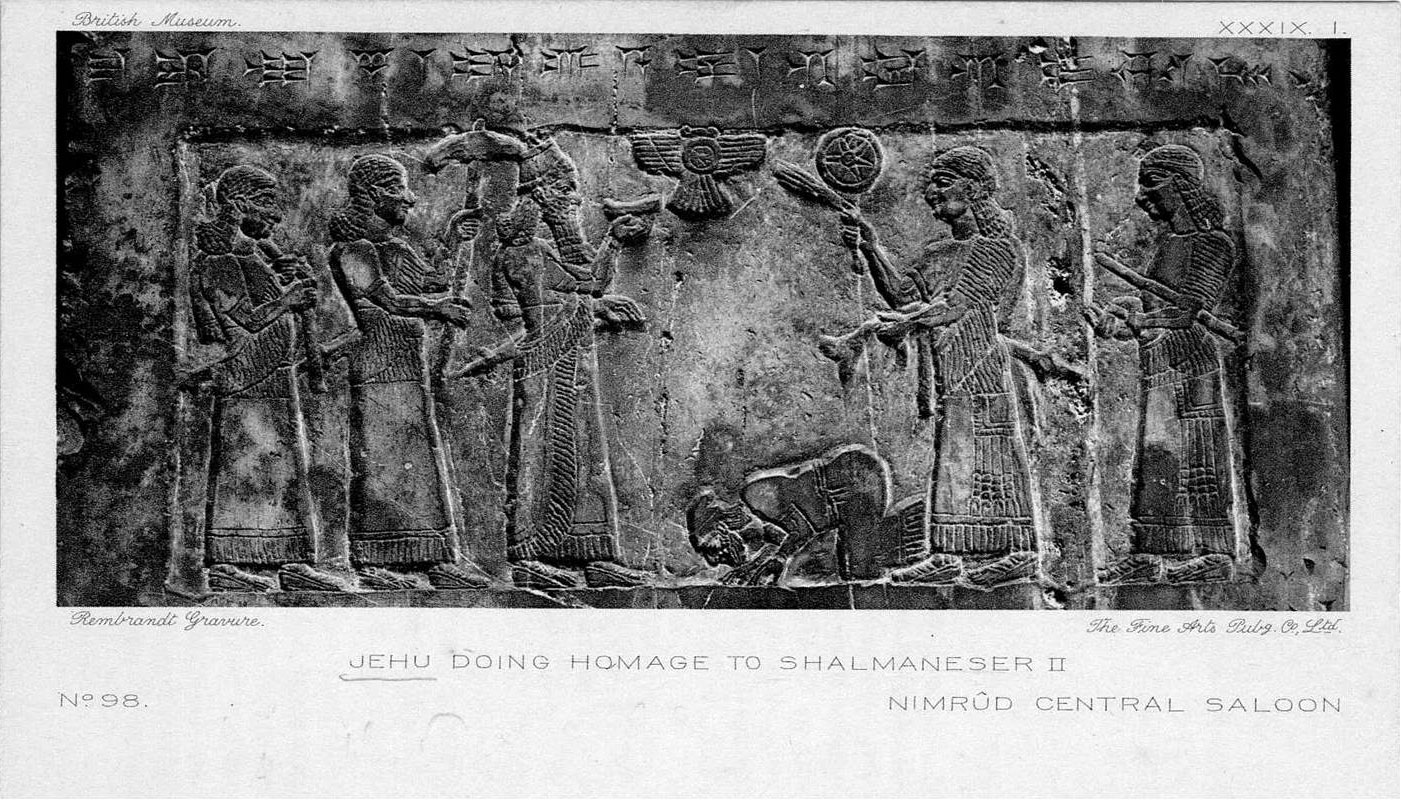 British Museum.
XXXIX. I.
Rembrandt Gravure.
The Fine Arts Pubg. Co., Ltd.
JEHU DOING HOMAGE TO SHALMANESER II
Nº 98.
NIMRÛD CENTRAL SALOON